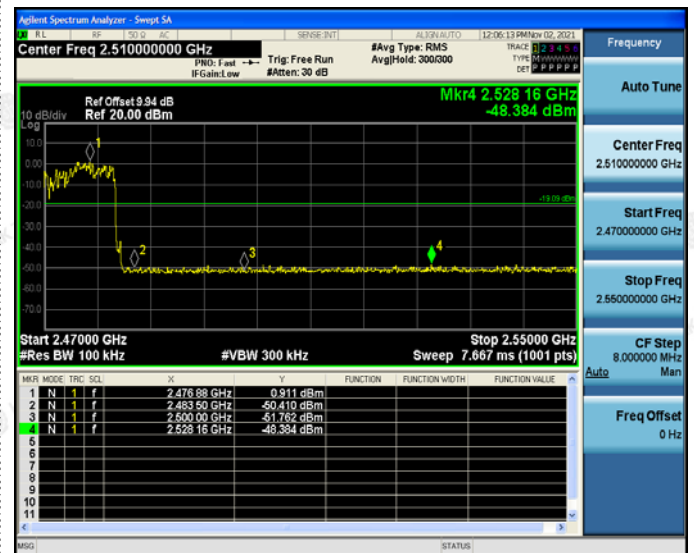 Agilent Spectrum Analyzer - Swept SA
RL RF 50 Ω AC SENSE:INT ALIGN AUTO 12:06:13 PM Nov 02, 2021
Center Freq 2.510000000 GHz
PNO: Fast
IFGain:Low
Trig: Free Run
#Atten: 30 dB
#Avg Type: RMS
Avg|Hold: 300/300
TRACE 1 2 3 4 5 6
TYPE M
DET P P P P P P
Ref Offset 9.94 dB
10 dB/div Ref 20.00 dBm
Log
Mkr4 2.528 16 GHz
-48.384 dBm
10.0
0.00
-10.0
-20.0
-30.0
-40.0
-50.0
-60.0
-70.0
1
2
3
4
-19.09 dBm
Start 2.47000 GHz Stop 2.55000 GHz
#Res BW 100 kHz #VBW 300 kHz Sweep 7.667 ms (1001 pts)
MKR MODE TRC SCL X Y FUNCTION FUNCTION WIDTH FUNCTION VALUE
1 N 1 f 2.476 88 GHz 0.911 dBm
2 N 1 f 2.483 50 GHz -50.410 dBm
3 N 1 f 2.500 00 GHz -51.762 dBm
4 N 1 f 2.528 16 GHz -48.384 dBm
5
6
7
8
9
10
11
MSG STATUS
Frequency
Auto Tune
Center Freq
2.510000000 GHz
Start Freq
2.470000000 GHz
Stop Freq
2.550000000 GHz
CF Step
8.000000 MHz
Auto Man
Freq Offset
0 Hz